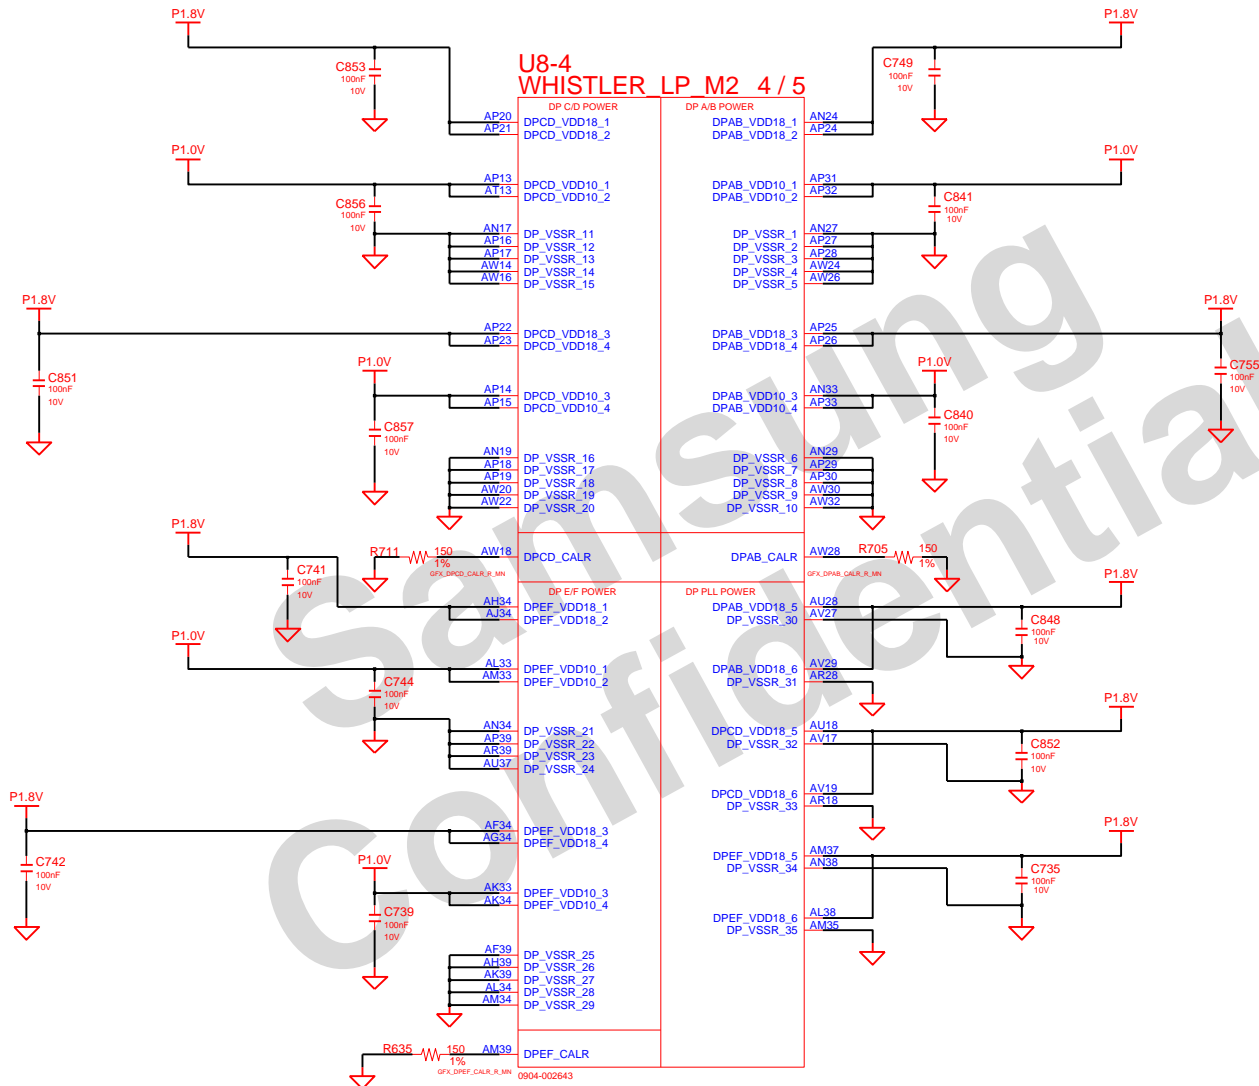 P1.8V P1.8V
U8-4
WHISTLER_LP_M2 4 / 5
C853 100nF 10V
C749 100nF 10V
DP C/D POWER DP A/B POWER
AP20 DPCD_VDD18_1 DPAB_VDD18_1 AN24
AP21 DPCD_VDD18_2 DPAB_VDD18_2 AP24
P1.0V P1.0V
AP13 DPCD_VDD10_1 DPAB_VDD10_1 AP31
AT13 DPCD_VDD10_2 DPAB_VDD10_2 AP32
C856 100nF 10V
C841 100nF 10V
AN17 DP_VSSR_11 DP_VSSR_1 AN27
AP16 DP_VSSR_12 DP_VSSR_2 AP27
AP17 DP_VSSR_13 DP_VSSR_3 AP28
AW14 DP_VSSR_14 DP_VSSR_4 AW24
AW16 DP_VSSR_15 DP_VSSR_5 AW26
P1.8V P1.8V
AP22 DPCD_VDD18_3 DPAB_VDD18_3 AP25
AP23 DPCD_VDD18_4 DPAB_VDD18_4 AP26
C851 100nF 10V
P1.0V P1.0V
C755 100nF 10V
AP14 DPCD_VDD10_3 DPAB_VDD10_3 AN33
AP15 DPCD_VDD10_4 DPAB_VDD10_4 AP33
C857 100nF 10V
C840 100nF 10V
AN19 DP_VSSR_16 DP_VSSR_6 AN29
AP18 DP_VSSR_17 DP_VSSR_7 AP29
AP19 DP_VSSR_18 DP_VSSR_8 AP30
AW20 DP_VSSR_19 DP_VSSR_9 AW30
AW22 DP_VSSR_20 DP_VSSR_10 AW32
P1.8V
R711 150 1% AW18 DPCD_CALR DPAB_CALR AW28 R705 150 1%
GFX_DPCD_CALR_R_MN GFX_DPAB_CALR_R_MN
C741 100nF 10V
P1.8V
DP E/F POWER DP PLL POWER
AH34 DPEF_VDD18_1 DPAB_VDD18_5 AU28
AJ34 DPEF_VDD18_2 DP_VSSR_30 AV27
C848 100nF 10V
P1.0V
AL33 DPEF_VDD10_1 DPAB_VDD18_6 AV29
AM33 DPEF_VDD10_2 DP_VSSR_31 AR28
C744 100nF 10V
P1.8V
AN34 DP_VSSR_21 DPCD_VDD18_5 AU18
AP39 DP_VSSR_22 DP_VSSR_32 AV17
AR39 DP_VSSR_23
AU37 DP_VSSR_24
C852 100nF 10V
P1.8V
DPCD_VDD18_6 AV19
DP_VSSR_33 AR18
P1.8V
AF34 DPEF_VDD18_3
AG34 DPEF_VDD18_4
C742 100nF 10V
P1.0V
DPEF_VDD18_5 AM37
DP_VSSR_34 AN38
C735 100nF 10V
AK33 DPEF_VDD10_3
AK34 DPEF_VDD10_4
C739 100nF 10V
DPEF_VDD18_6 AL38
DP_VSSR_35 AM35
AF39 DP_VSSR_25
AH39 DP_VSSR_26
AK39 DP_VSSR_27
AL34 DP_VSSR_28
AM34 DP_VSSR_29
R635 150 1% AM39 DPEF_CALR
GFX_DPEF_CALR_R_MN
0904-002643
Samsung
Confidential